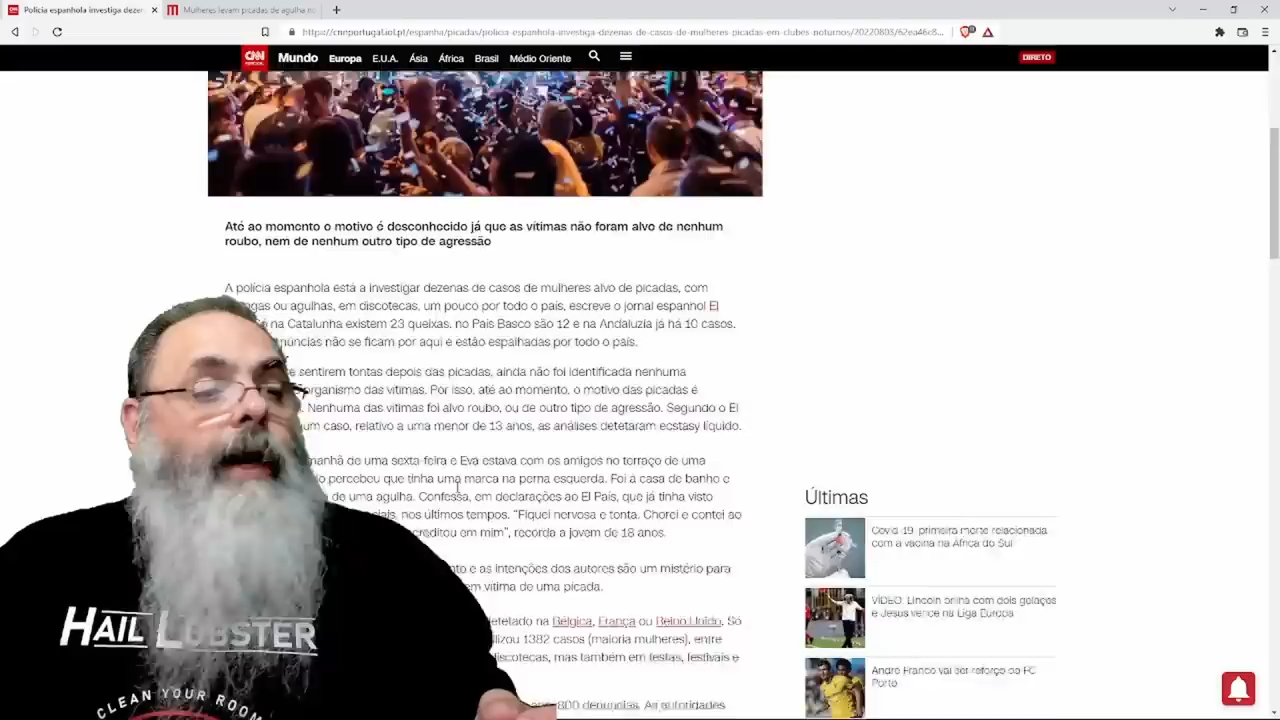 Polícia espanhola investiga dezen
Mulheres levam picadas de agulha no
https://cnnportugal.iol.pt/espanha/picadas/policia-espanhola-investiga-dezenas-de-casos-de-mulheres-picadas-em-clubes-noturnos/20220803/62ea46c8...
CNN Mundo Europa E.U.A. Ásia África Brasil Médio Oriente DIRETO
Até ao momento o motivo é desconhecido já que as vítimas não foram alvo de nenhum
roubo, nem de nenhum outro tipo de agressão
A polícia espanhola está a investigar dezenas de casos de mulheres alvo de picadas, com
ou agulhas, em discotecas, um pouco por todo o país, escreve o jornal espanhol El
na Catalunha existem 23 queixas, no País Basco são 12 e na Andaluzia já há 10 casos.
não se ficam por aqui e estão espalhadas por todo o país.
sentirem tontas depois das picadas, ainda não foi identificada nenhuma
organismo das vítimas. Por isso, até ao momento, o motivo das picadas é
Nenhuma das vítimas foi alvo roubo, ou de outro tipo de agressão. Segundo o El
caso, relativo a uma menor de 13 anos, as análises detetaram ecstasy líquido.
de uma sexta-feira e Eva estava com os amigos no terraço de uma
percebeu que tinha uma marca na perna esquerda. Foi a casa de banho e
de uma agulha. Confessa, em declarações ao El País, que já tinha visto
nos últimos tempos. “Fiquei nervosa e tonta. Chorei e contei ao
em mim”, recorda a jovem de 18 anos.
e as intenções dos autores são um mistério para
vítima de uma picada.
Bélgica, França ou Reino Unido. Só
1382 casos (maioria mulheres), entre
mas também em festas, festivais e
800 denúncias. As autoridades
Últimas
Covid-19: primeira morte relacionada
com a vacina na África do Sul
VÍDEO: Lincoln brilha com dois golaços
e Jesus vence na Liga Europa
André Franco vai ser reforço do FC
Porto
HAIL LOBSTER
CLEAN YOUR ROOM